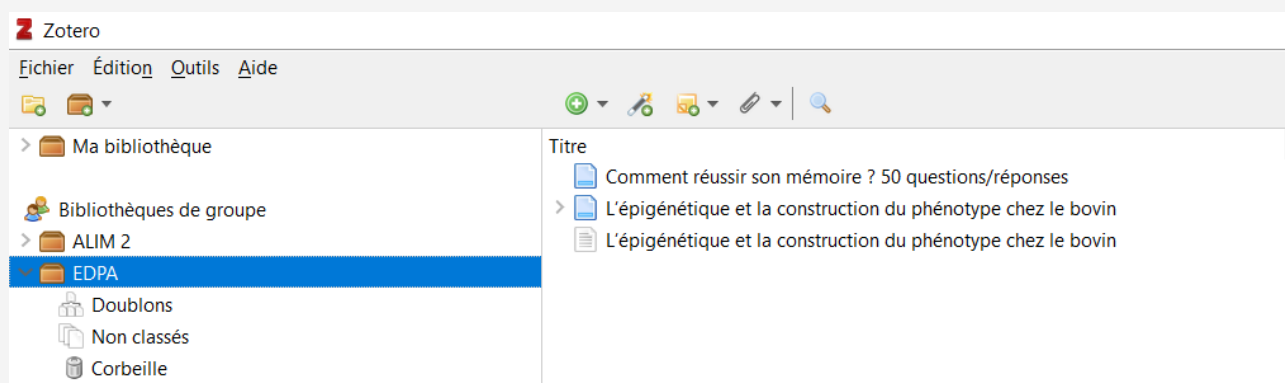 Zotero
Fichier Édition Outils Aide
Ma bibliothèque
Bibliothèques de groupe
ALIM 2
EDPA
Doublons
Non classés
Corbeille
Titre
Comment réussir son mémoire ? 50 questions/réponses
L'épigénétique et la construction du phénotype chez le bovin
L'épigénétique et la construction du phénotype chez le bovin